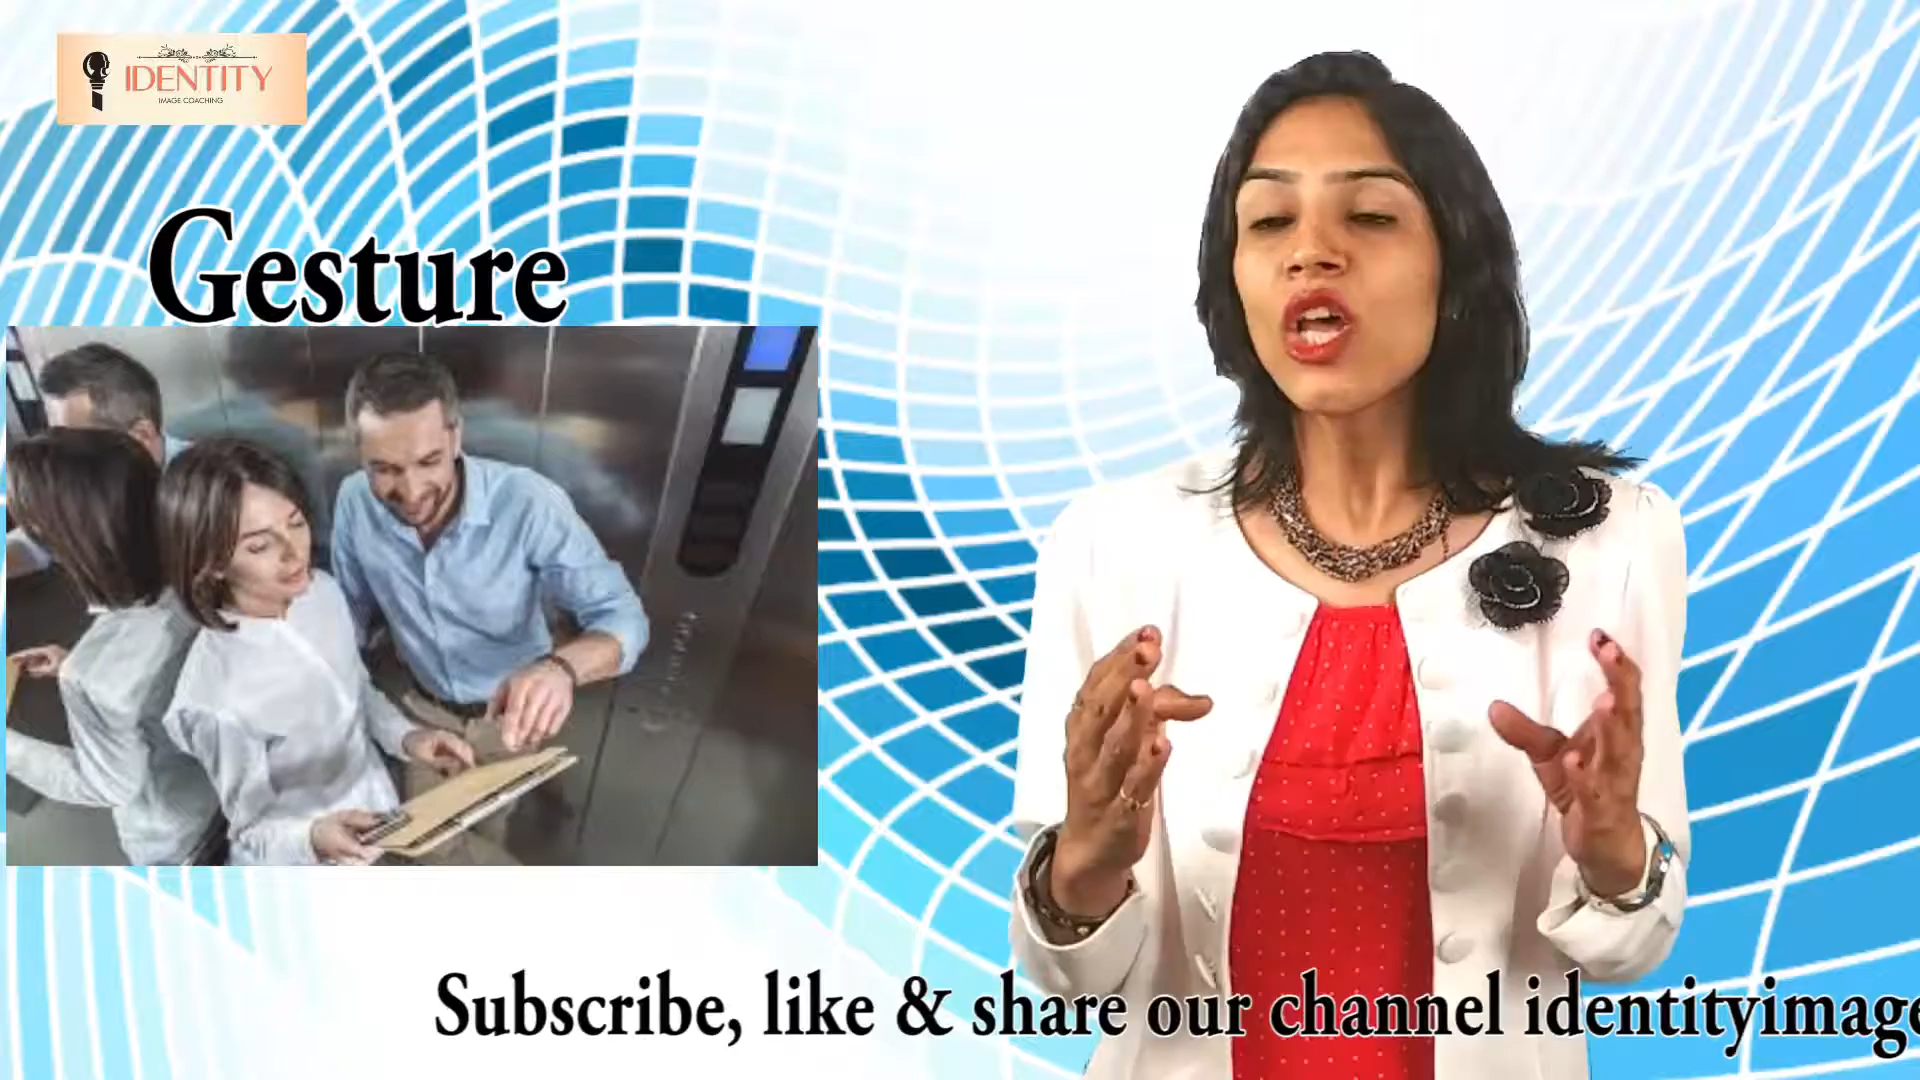 IDENTITY
IMAGE COACHING
Gesture
Subscribe, like & share our channel identityimage